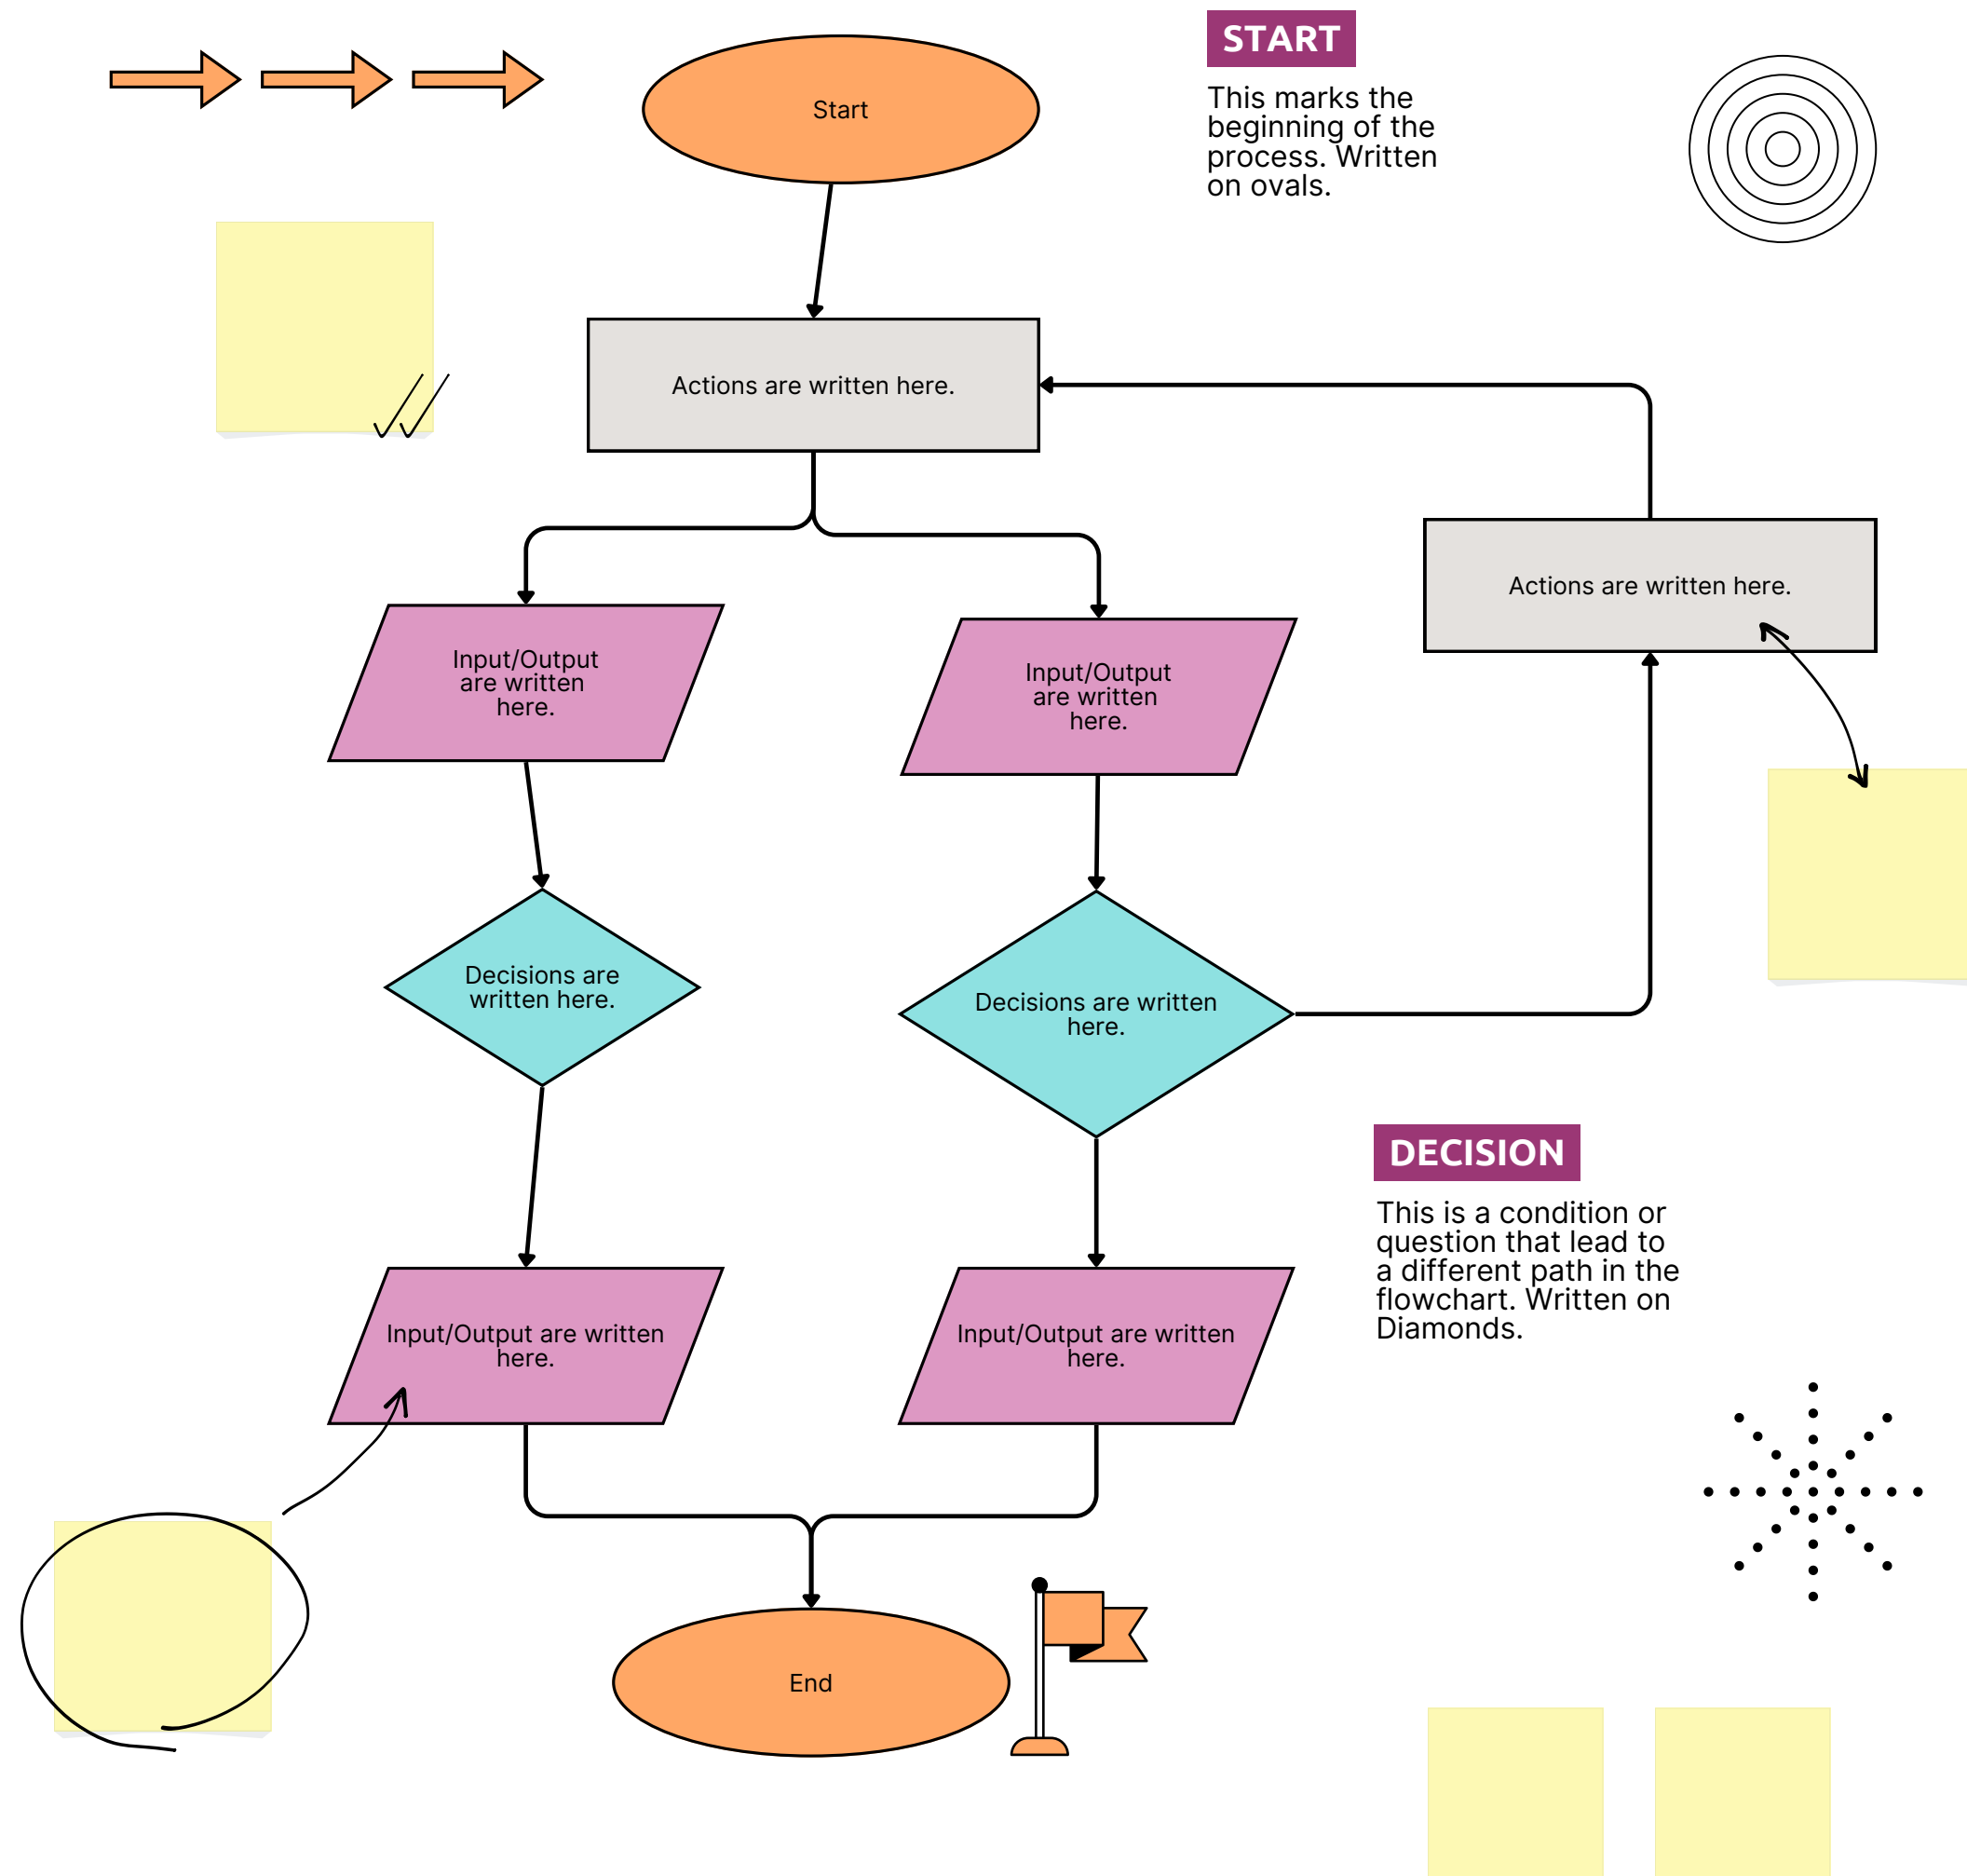 START
Start
This marks the
beginning of the
process. Written
on ovals.
Actions are written here.
Actions are written here.
Input/Output
are written
here.
Input/Output
are written
here.
Decisions are
written here.
Decisions are written
here.
DECISION
This is a condition or
question that lead to
a different path in the
flowchart. Written on
Diamonds.
Input/Output are written
here.
Input/Output are written
here.
End